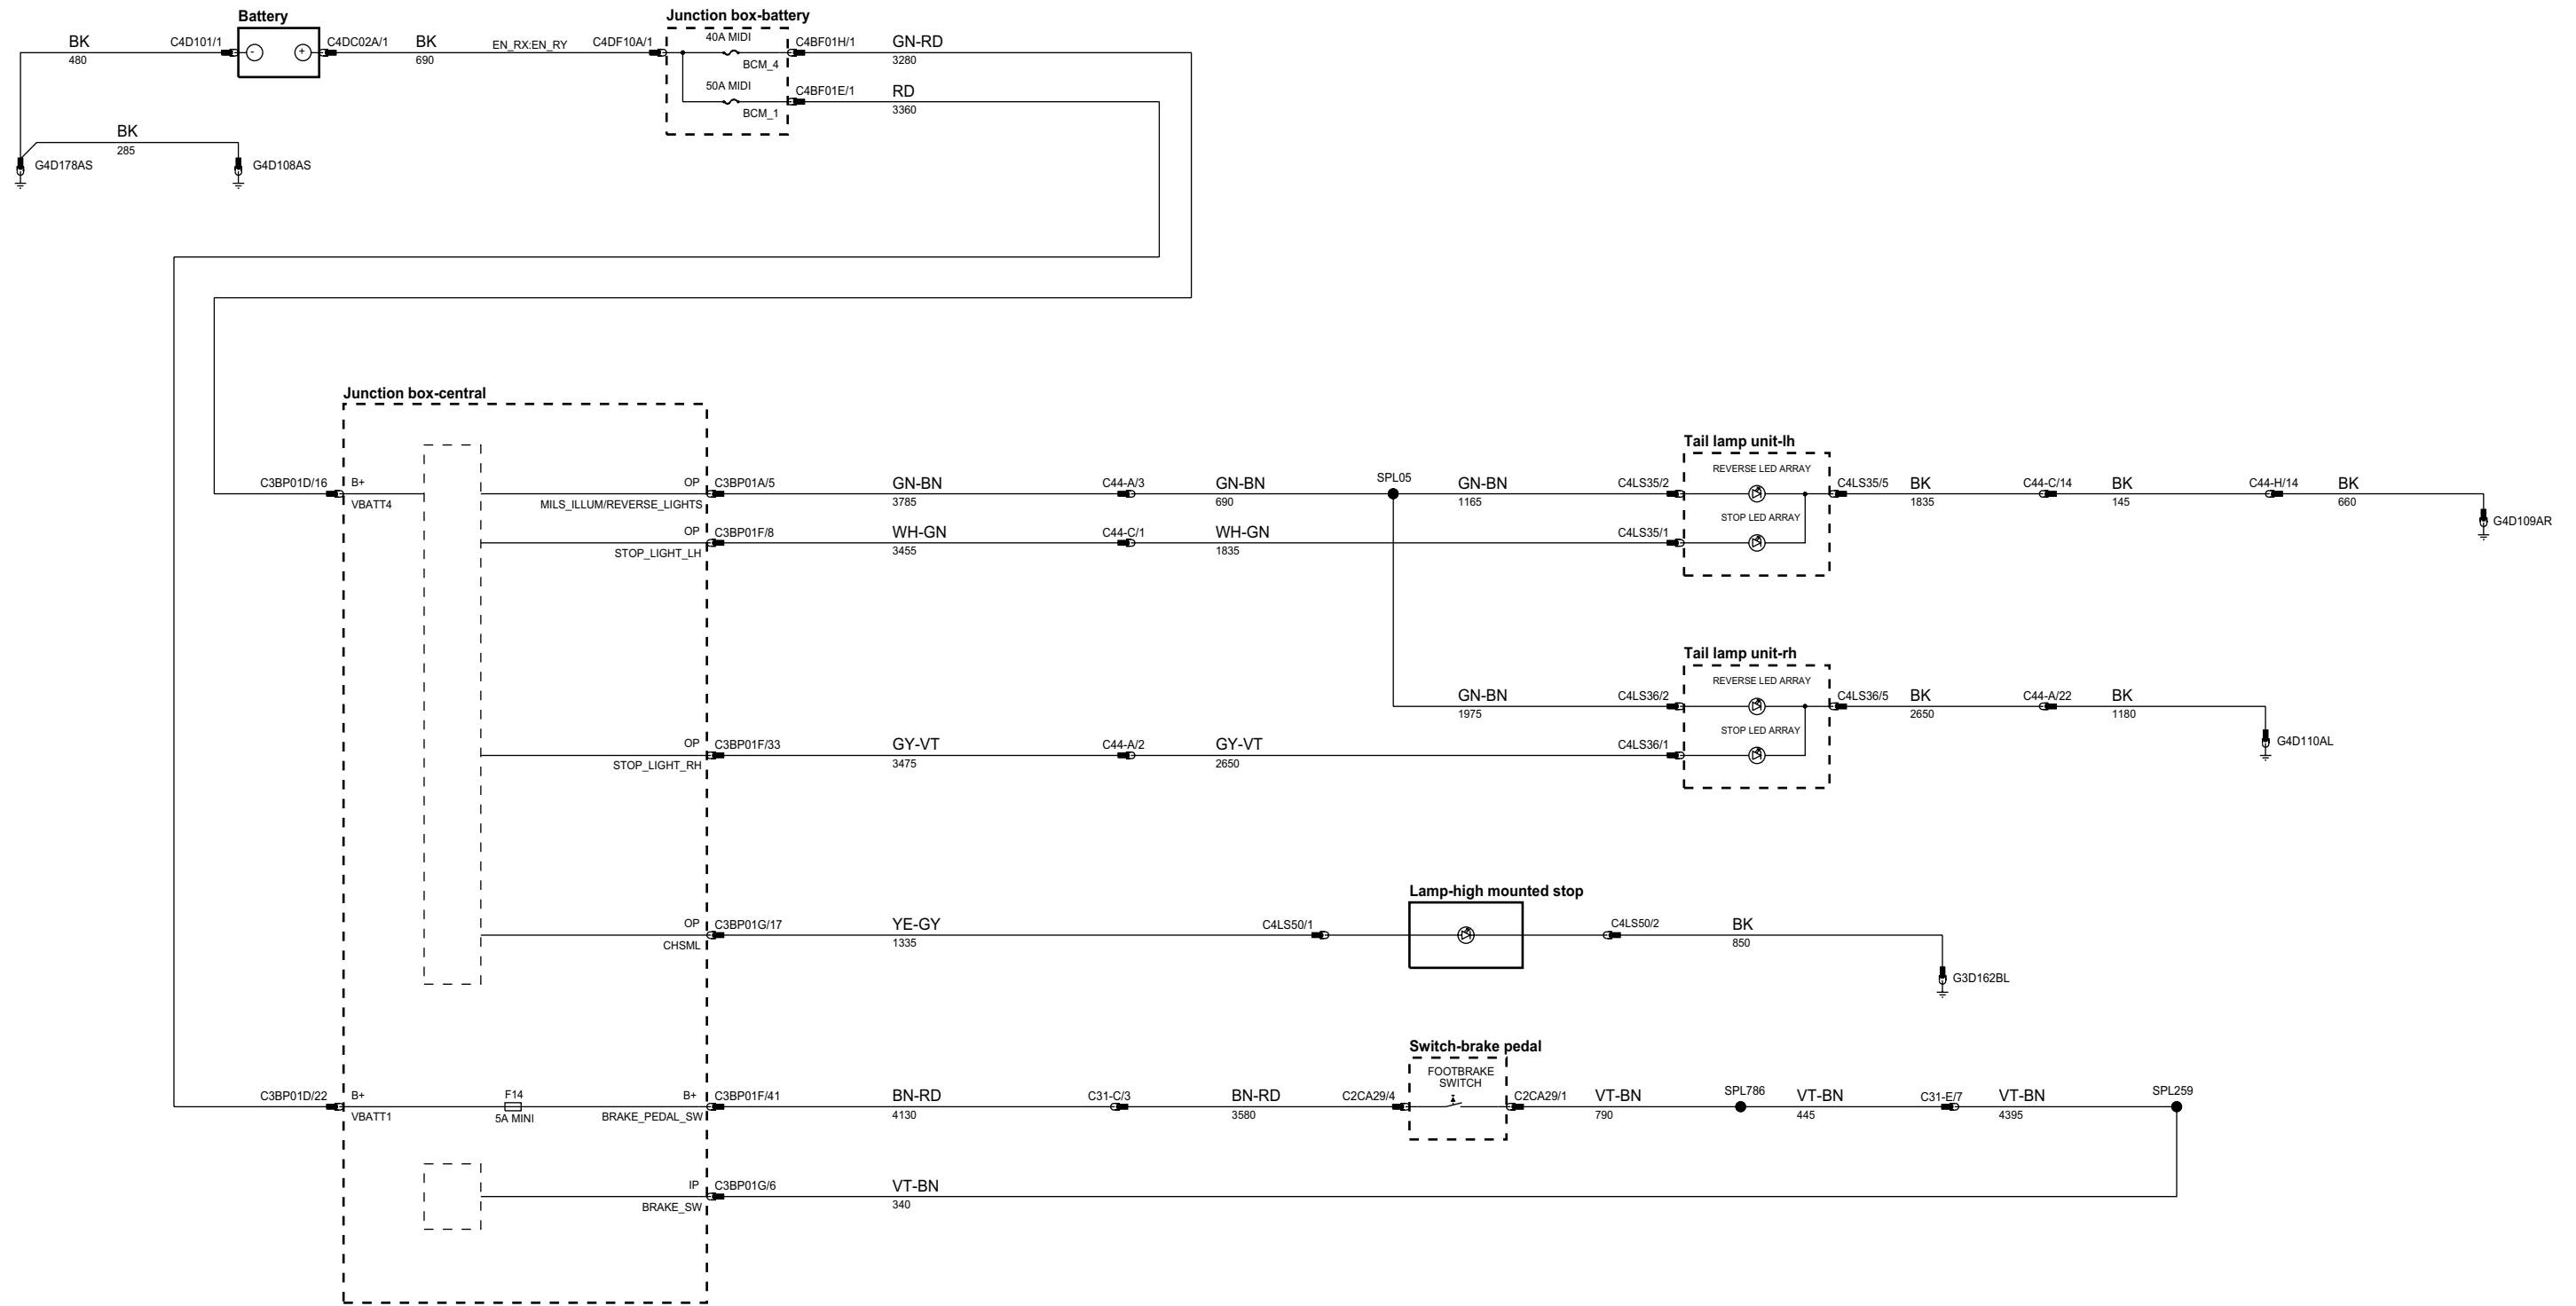 Battery
Junction box-battery
BK
480
C4D101/1
-
+
C4DC02A/1
BK
690
EN_RX:EN_RY
C4DF10A/1
40A MIDI
BCM_4
C4BF01H/1
GN-RD
3280
50A MIDI
BCM_1
C4BF01E/1
RD
3360
BK
285
G4D178AS
G4D108AS
Junction box-central
C3BP01D/16
B+
VBATT4
OP
MILS_ILLUM/REVERSE_LIGHTS
C3BP01A/5
GN-BN
3785
C44-A/3
GN-BN
690
SPL05
GN-BN
1165
C4LS35/2
Tail lamp unit-lh
REVERSE LED ARRAY
C4LS35/5
BK
1835
C44-C/14
BK
145
C44-H/14
BK
660
G4D109AR
OP
STOP_LIGHT_LH
C3BP01F/8
WH-GN
3455
C44-C/1
WH-GN
1835
C4LS35/1
STOP LED ARRAY
Tail lamp unit-rh
REVERSE LED ARRAY
GN-BN
1975
C4LS36/2
C4LS36/5
BK
2650
C44-A/22
BK
1180
G4D110AL
OP
STOP_LIGHT_RH
C3BP01F/33
GY-VT
3475
C44-A/2
GY-VT
2650
C4LS36/1
STOP LED ARRAY
Lamp-high mounted stop
OP
CHSML
C3BP01G/17
YE-GY
1335
C4LS50/1
C4LS50/2
BK
850
G3D162BL
Switch-brake pedal
FOOTBRAKE
SWITCH
C3BP01D/22
B+
VBATT1
F14
5A MINI
B+
BRAKE_PEDAL_SW
C3BP01F/41
BN-RD
4130
C31-C/3
BN-RD
3580
C2CA29/4
C2CA29/1
VT-BN
790
SPL786
VT-BN
445
C31-E/7
VT-BN
4395
SPL259
IP
BRAKE_SW
C3BP01G/6
VT-BN
340